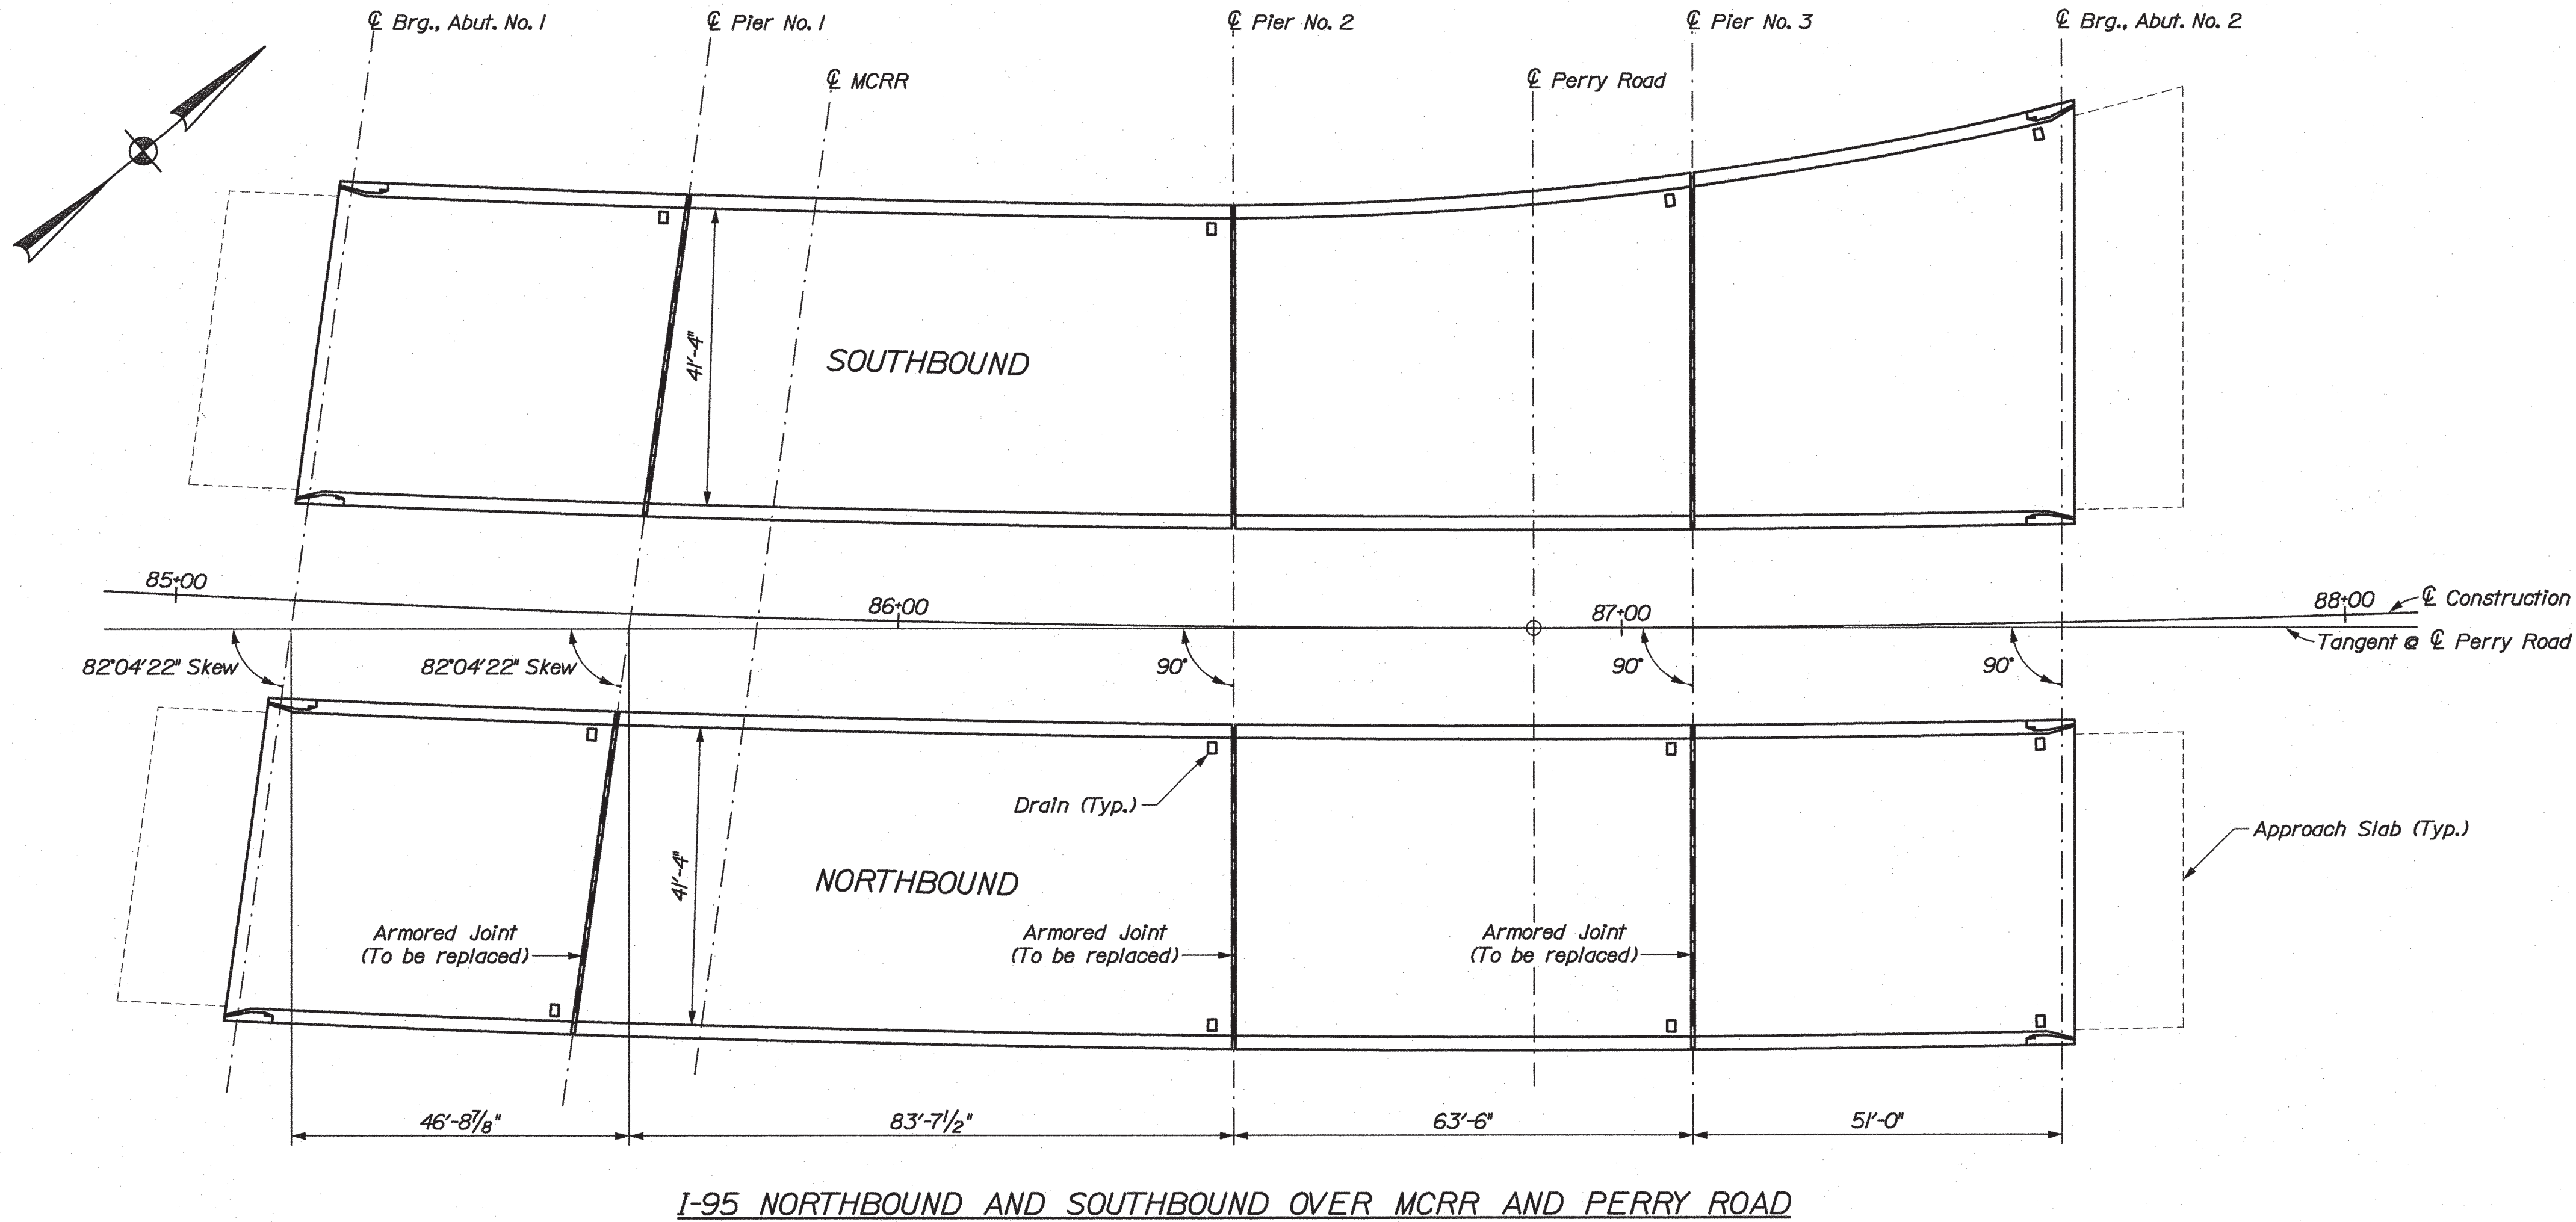 ℄ Brg., Abut. No. 1
℄ Pier No. 1
℄ Pier No. 2
℄ Pier No. 3
℄ Brg., Abut. No. 2
℄ MCRR
℄ Perry Road
41'-4"
SOUTHBOUND
85+00
86+00
87+00
88+00
℄ Construction
Tangent @ ℄ Perry Road
82°04'22" Skew
82°04'22" Skew
90°
90°
90°
Drain (Typ.)
Approach Slab (Typ.)
41'-4"
NORTHBOUND
Armored Joint
(To be replaced)
Armored Joint
(To be replaced)
Armored Joint
(To be replaced)
46'-8 7/8"
83'-7 1/2"
63'-6"
51'-0"
I-95 NORTHBOUND AND SOUTHBOUND OVER MCRR AND PERRY ROAD